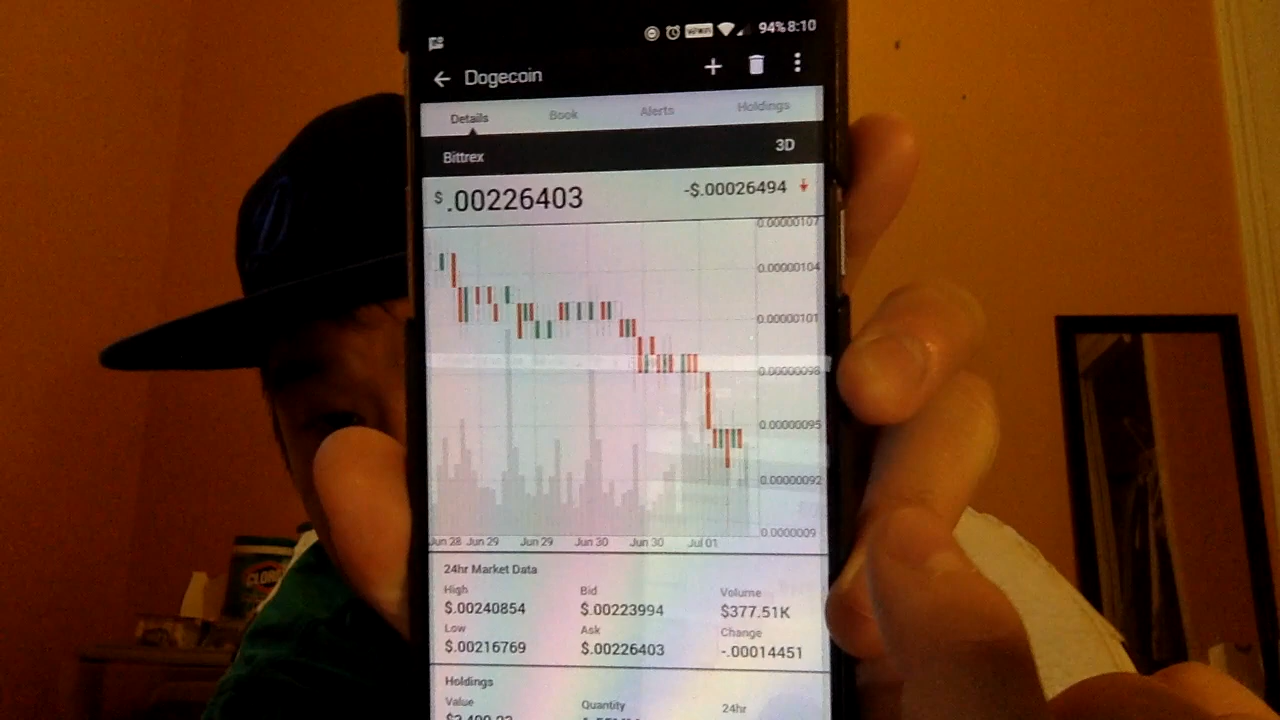 94% 8:10
Dogecoin
Details Book Alerts Holdings
Bittrex 3D
$.00226403 -$.00026494
0.00000107
0.00000104
0.00000101
0.00000098
0.00000095
0.00000092
0.0000009
Jun 28 Jun 29 Jun 29 Jun 30 Jun 30 Jul 01
24hr Market Data
High Bid Volume
$.00240854 $.00223994 $377.51K
Low Ask Change
$.00216769 $.00226403 -.00014451
Holdings
Value Quantity 24hr
CLORO